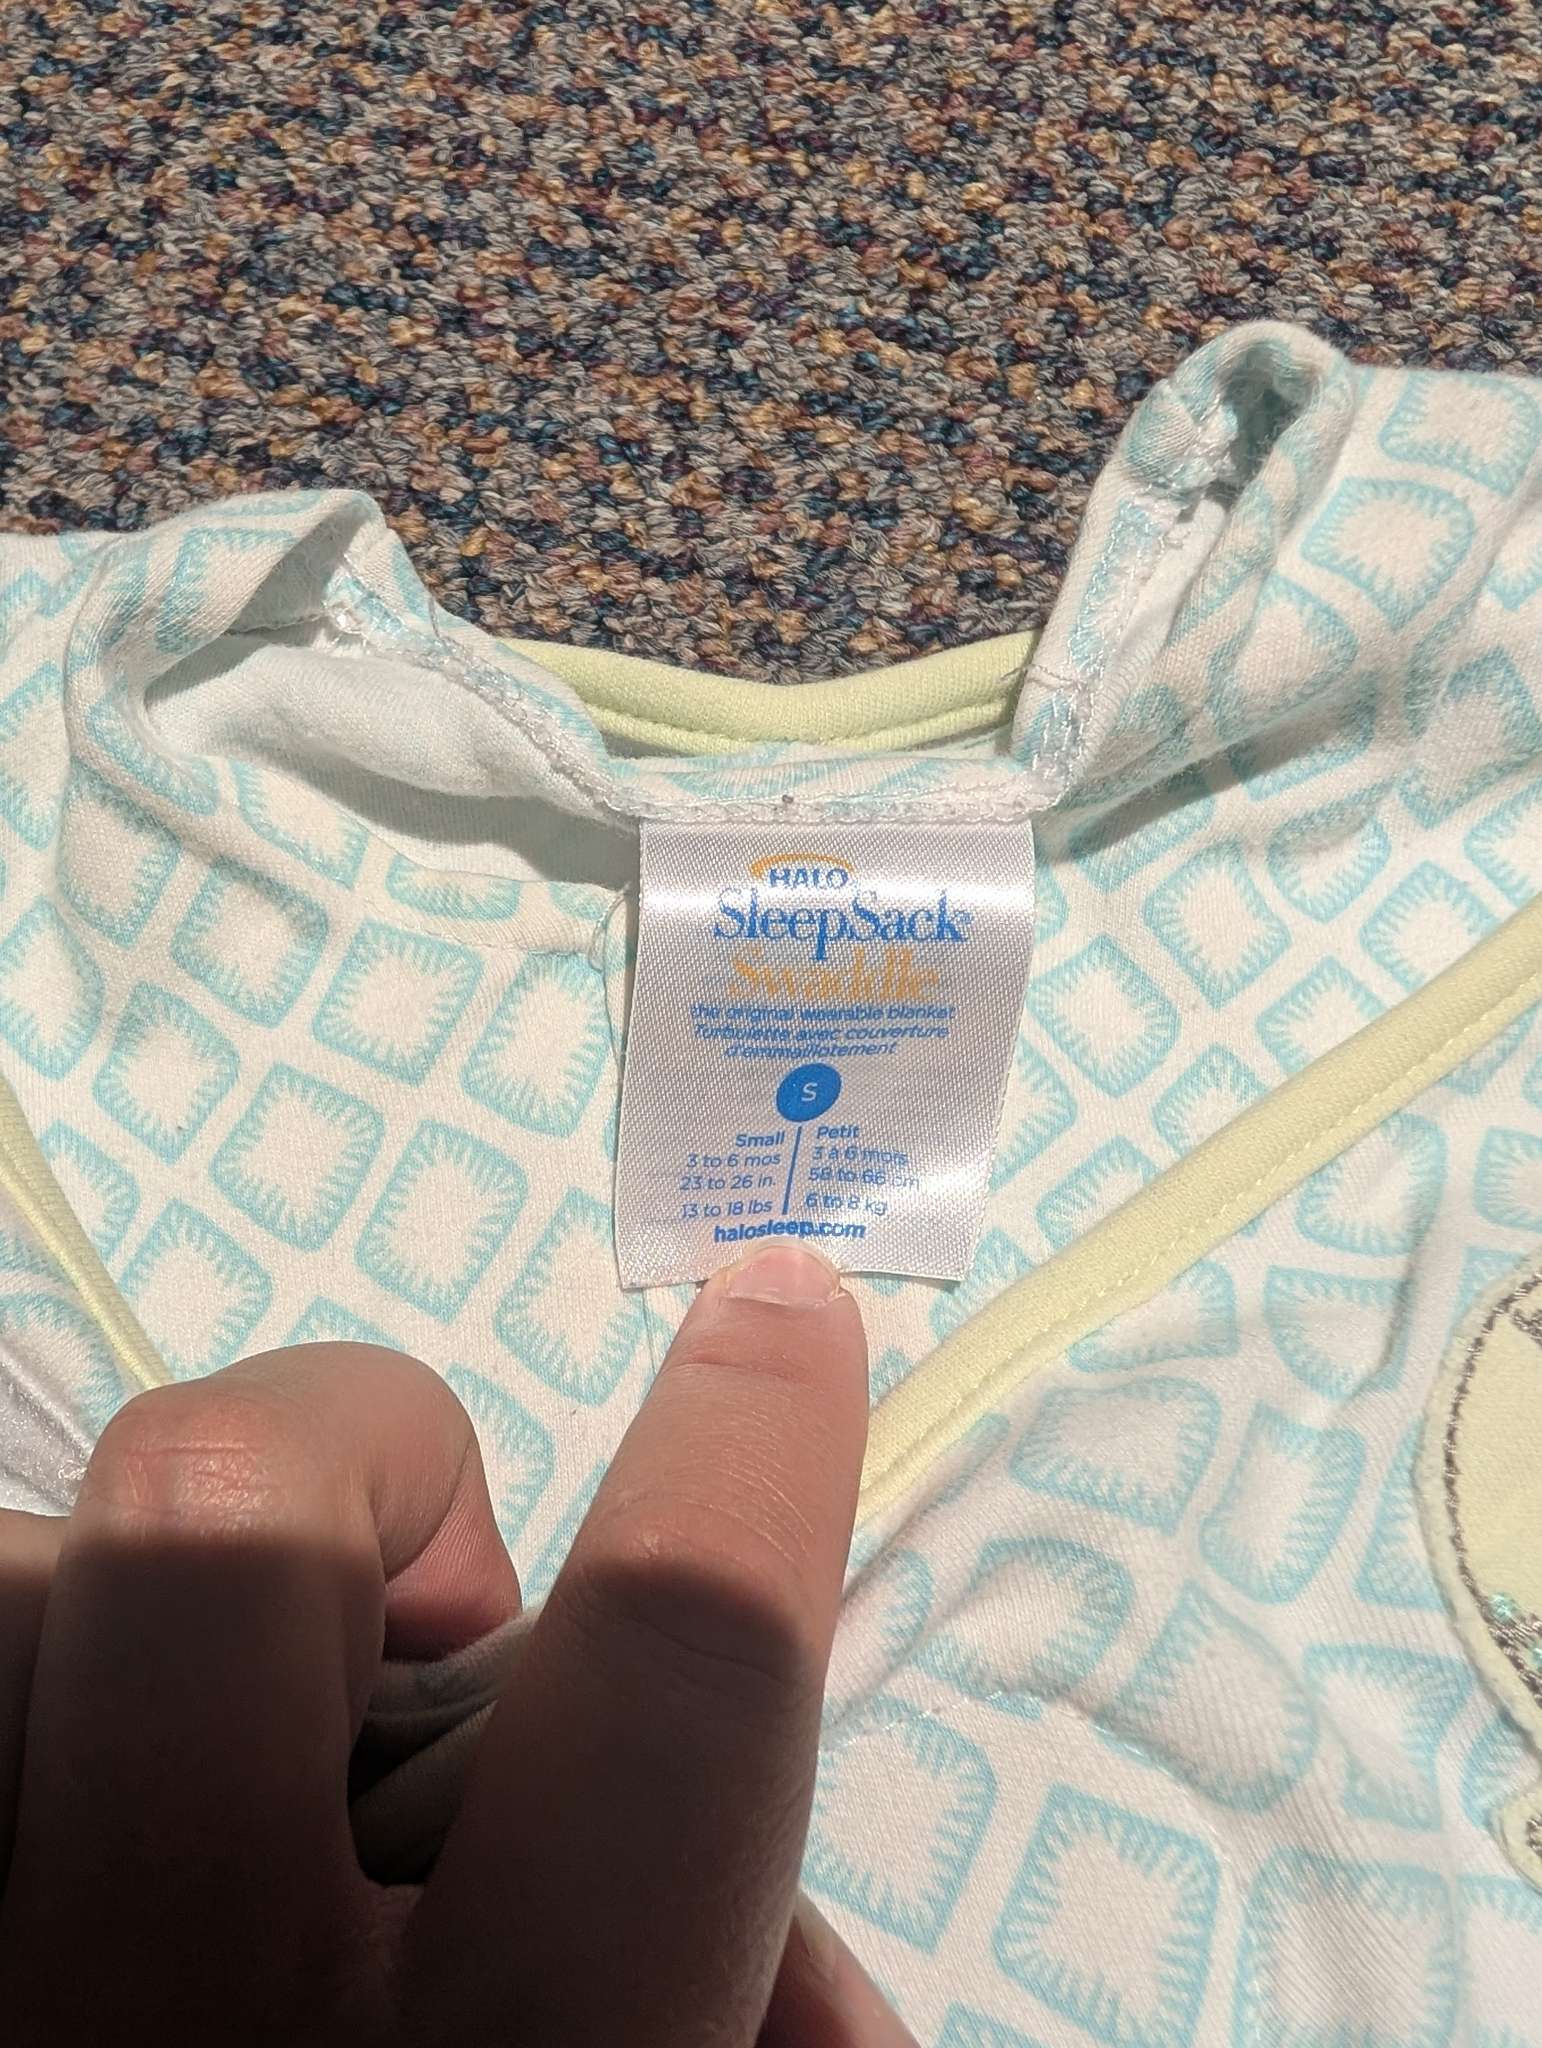 HALO
SleepSack®
Swaddle
the original wearable blanket
Turbulette avec couverture
d'emmaillotement
S
Small
3 to 6 mos
23 to 26 in.
13 to 18 lbs
Petit
3 à 6 mois
58 to 66 cm
6 to 8 kg
halosleep.com